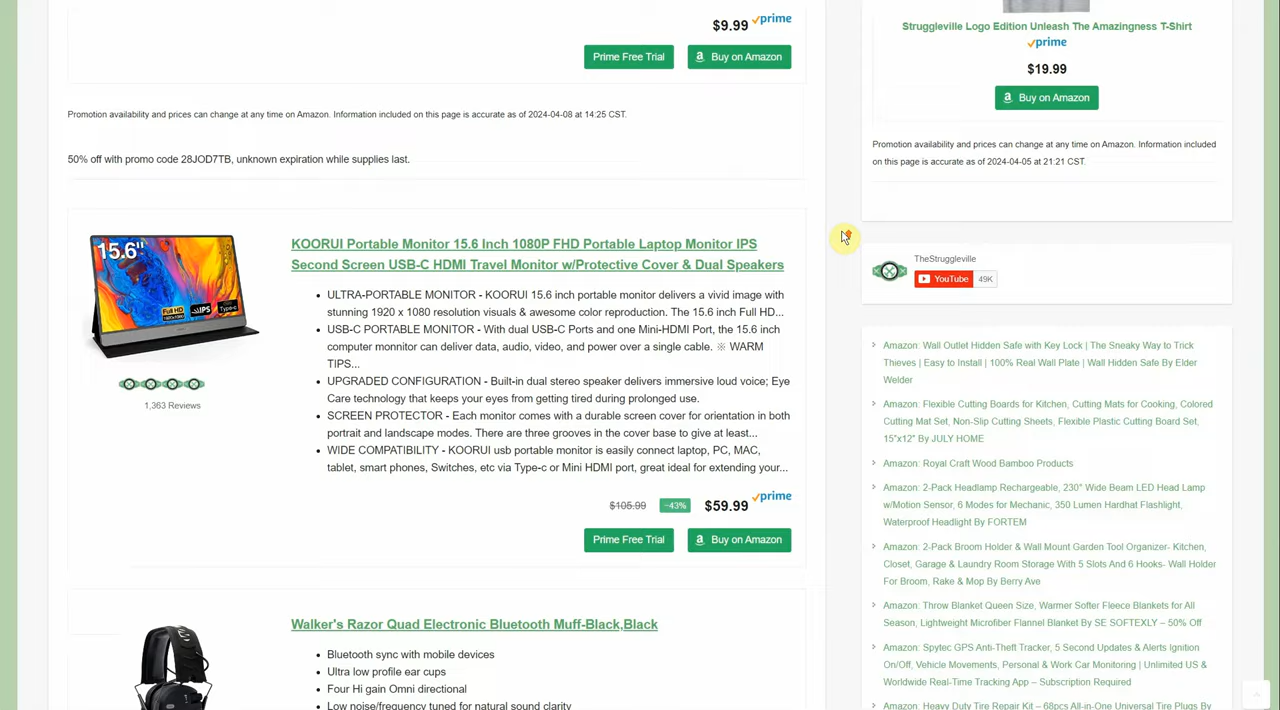 $9.99 prime
Prime Free Trial
Buy on Amazon
Promotion availability and prices can change at any time on Amazon. Information included on this page is accurate as of 2024-04-08 at 14:25 CST.
50% off with promo code 28JOD7TB, unknown expiration while supplies last.
15.6"
Full HD
IPS
Type-c
1,363 Reviews
KOORUI Portable Monitor 15.6 Inch 1080P FHD Portable Laptop Monitor IPS
Second Screen USB-C HDMI Travel Monitor w/Protective Cover & Dual Speakers
ULTRA-PORTABLE MONITOR - KOORUI 15.6 inch portable monitor delivers a vivid image with
stunning 1920 x 1080 resolution visuals & awesome color reproduction. The 15.6 inch Full HD...
USB-C PORTABLE MONITOR - With dual USB-C Ports and one Mini-HDMI Port, the 15.6 inch
computer monnitor can deliver data, audio, video, and power over a single cable. ※ WARM
TIPS...
UPGRADED CONFIGURATION - Built-in dual stereo speaker delivers immersive loud voice; Eye
Care technology that keeps your eyes from getting tired during prolonged use.
SCREEN PROTECTOR - Each monitor comes with a durable screen cover for orientation in both
portrait and landscape modes. There are three grooves in the cover base to give at least...
WIDE COMPATIBILITY - KOORUI usb portable monitor is easily connect laptop, PC, MAC,
tablet, smart phones, Switches, etc via Type-c or Mini HDMI port, great ideal for extending your...
$105.99 −43% $59.99 prime
Prime Free Trial
Buy on Amazon
Walker's Razor Quad Electronic Bluetooth Muff-Black,Black
Bluetooth sync with mobile devices
Ultra low profile ear cups
Four Hi gain Omni directional
Low noise/frequency tuned for natural sound clarity
Struggleville Logo Edition Unleash The Amazingness T-Shirt
prime
$19.99
Buy on Amazon
Promotion availability and prices can change at any time on Amazon. Information included
on this page is accurate as of 2024-04-05 at 21:21 CST.
TheStruggleville
YouTube 49K
Amazon: Wall Outlet Hidden Safe with Key Lock | The Sneaky Way to Trick
Thieves | Easy to Install | 100% Real Wall Plate | Wall Hidden Safe By Elder
Welder
Amazon: Flexible Cutting Boards for Kitchen, Cutting Mats for Cooking, Colored
Cutting Mat Set, Non-Slip Cutting Sheets, Flexible Plastic Cutting Board Set,
15"x12" By JULY HOME
Amazon: Royal Craft Wood Bamboo Products
Amazon: 2-Pack Headlamp Rechargeable, 230° Wide Beam LED Head Lamp
w/Motion Sensor, 6 Modes for Mechanic, 350 Lumen Hardhat Flashlight,
Waterproof Headlight By FORTEM
Amazon: 2-Pack Broom Holder & Wall Mount Garden Tool Organizer- Kitchen,
Closet, Garage & Laundry Room Storage With 5 Slots And 6 Hooks- Wall Holder
For Broom, Rake & Mop By Berry Ave
Amazon: Throw Blanket Queen Size, Warmer Softer Fleece Blankets for All
Season, Lightweight Microfiber Flannel Blanket By SE SOFTEXLY – 50% Off
Amazon: Spytec GPS Anti-Theft Tracker, 5 Second Updates & Alerts Ignition
On/Off, Vehicle Movements, Personal & Work Car Monitoring | Unlimited US &
Worldwide Real-Time Tracking App – Subscription Required
Amazon: Heavy Duty Tire Repair Kit – 68pcs All-in-One Universal Tire Plugs By